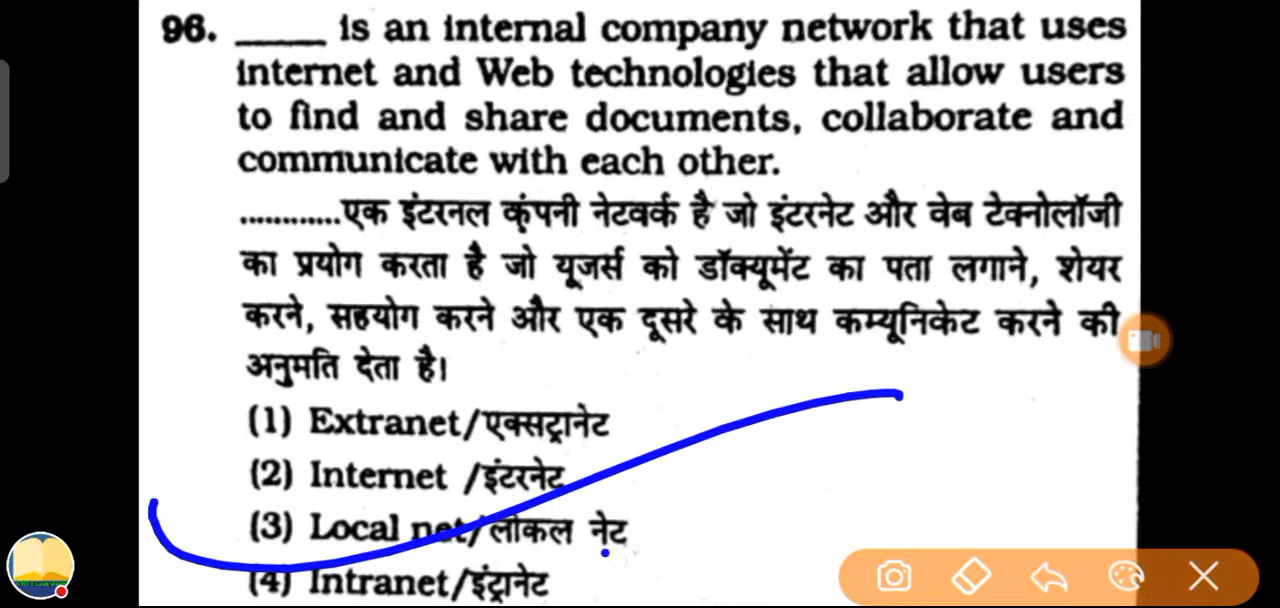 96. _____ is an internal company network that uses
internet and Web technologies that allow users
to find and share documents, collaborate and
communicate with each other.
............एक इंटरनल कंपनी नेटवर्क है जो इंटरनेट और वेब टेक्नोलॉजी
का प्रयोग करता है जो यूजर्स को डॉक्यूमेंट का पता लगाने, शेयर
करने, सहयोग करने और एक दूसरे के साथ कम्यूनिकेट करने की
अनुमति देता है।
(1) Extranet/एक्सट्रानेट
(2) Internet /इंटरनेट
(3) Local net/लोकल नेट
(4) Intranet/इंट्रानेट